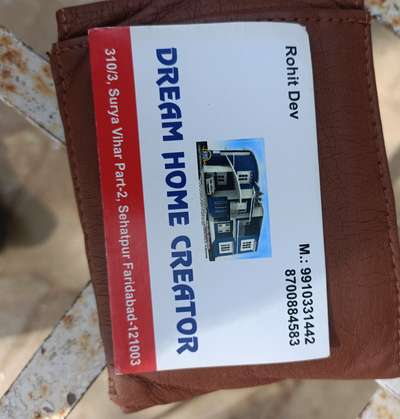 Rohit Dev
M.: 9910331442
8700884583
DREAM HOME CREATOR
310/3, Surya Vihar Part-2, Sehatpur Faridabad-121003